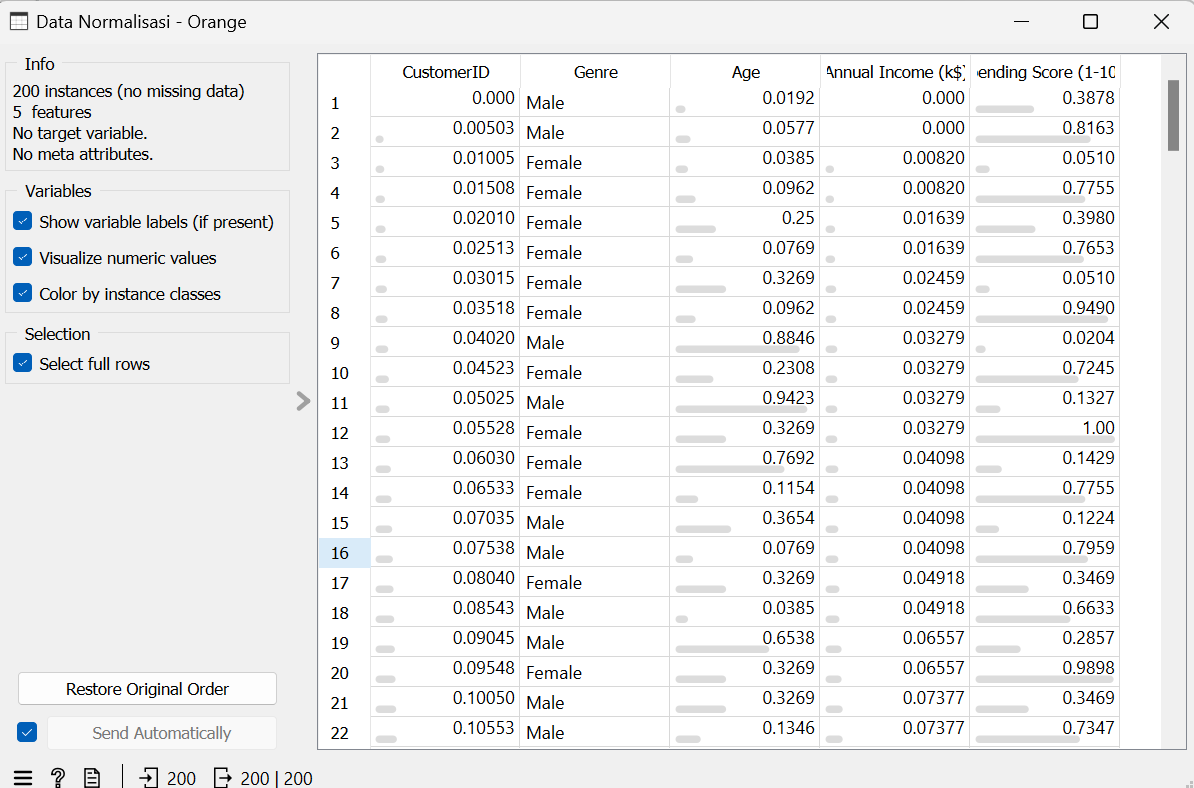 Data Normalisasi - Orange
Info
200 instances (no missing data)
5 features
No target variable.
No meta attributes.
Variables
Show variable labels (if present)
Visualize numeric values
Color by instance classes
Selection
Select full rows
Restore Original Order
Send Automatically
200 200 | 200
CustomerID Genre Age Annual Income (k$) ending Score (1-10
1 0.000 Male 0.0192 0.000 0.3878
2 0.00503 Male 0.0577 0.000 0.8163
3 0.01005 Female 0.0385 0.00820 0.0510
4 0.01508 Female 0.0962 0.00820 0.7755
5 0.02010 Female 0.25 0.01639 0.3980
6 0.02513 Female 0.0769 0.01639 0.7653
7 0.03015 Female 0.3269 0.02459 0.0510
8 0.03518 Female 0.0962 0.02459 0.9490
9 0.04020 Male 0.8846 0.03279 0.0204
10 0.04523 Female 0.2308 0.03279 0.7245
11 0.05025 Male 0.9423 0.03279 0.1327
12 0.05528 Female 0.3269 0.03279 1.00
13 0.06030 Female 0.7692 0.04098 0.1429
14 0.06533 Female 0.1154 0.04098 0.7755
15 0.07035 Male 0.3654 0.04098 0.1224
16 0.07538 Male 0.0769 0.04098 0.7959
17 0.08040 Female 0.3269 0.04918 0.3469
18 0.08543 Male 0.0385 0.04918 0.6633
19 0.09045 Male 0.6538 0.06557 0.2857
20 0.09548 Female 0.3269 0.06557 0.9898
21 0.10050 Male 0.3269 0.07377 0.3469
22 0.10553 Male 0.1346 0.07377 0.7347